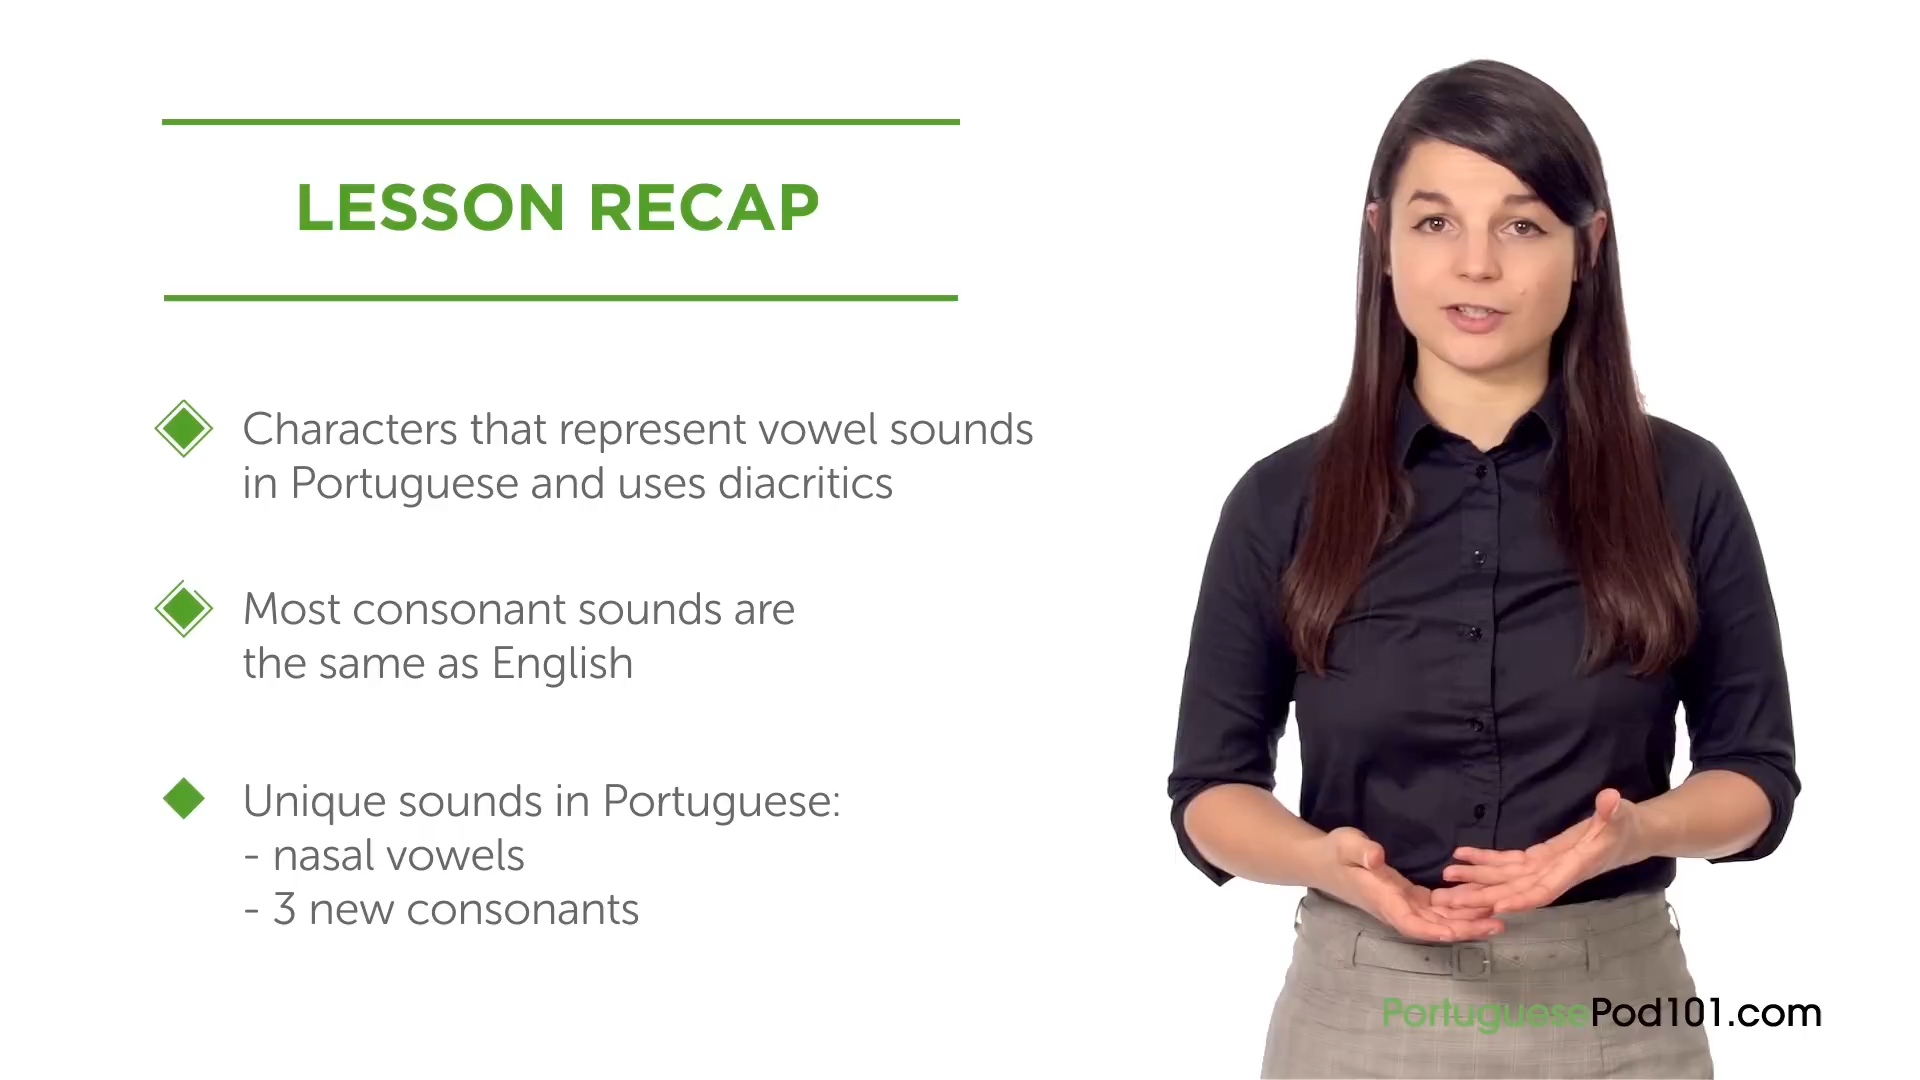 LESSON RECAP
Characters that represent vowel sounds
in Portuguese and uses diacritics
Most consonant sounds are
the same as English
Unique sounds in Portuguese:
- nasal vowels
- 3 new consonants
PortuguesePod101.com